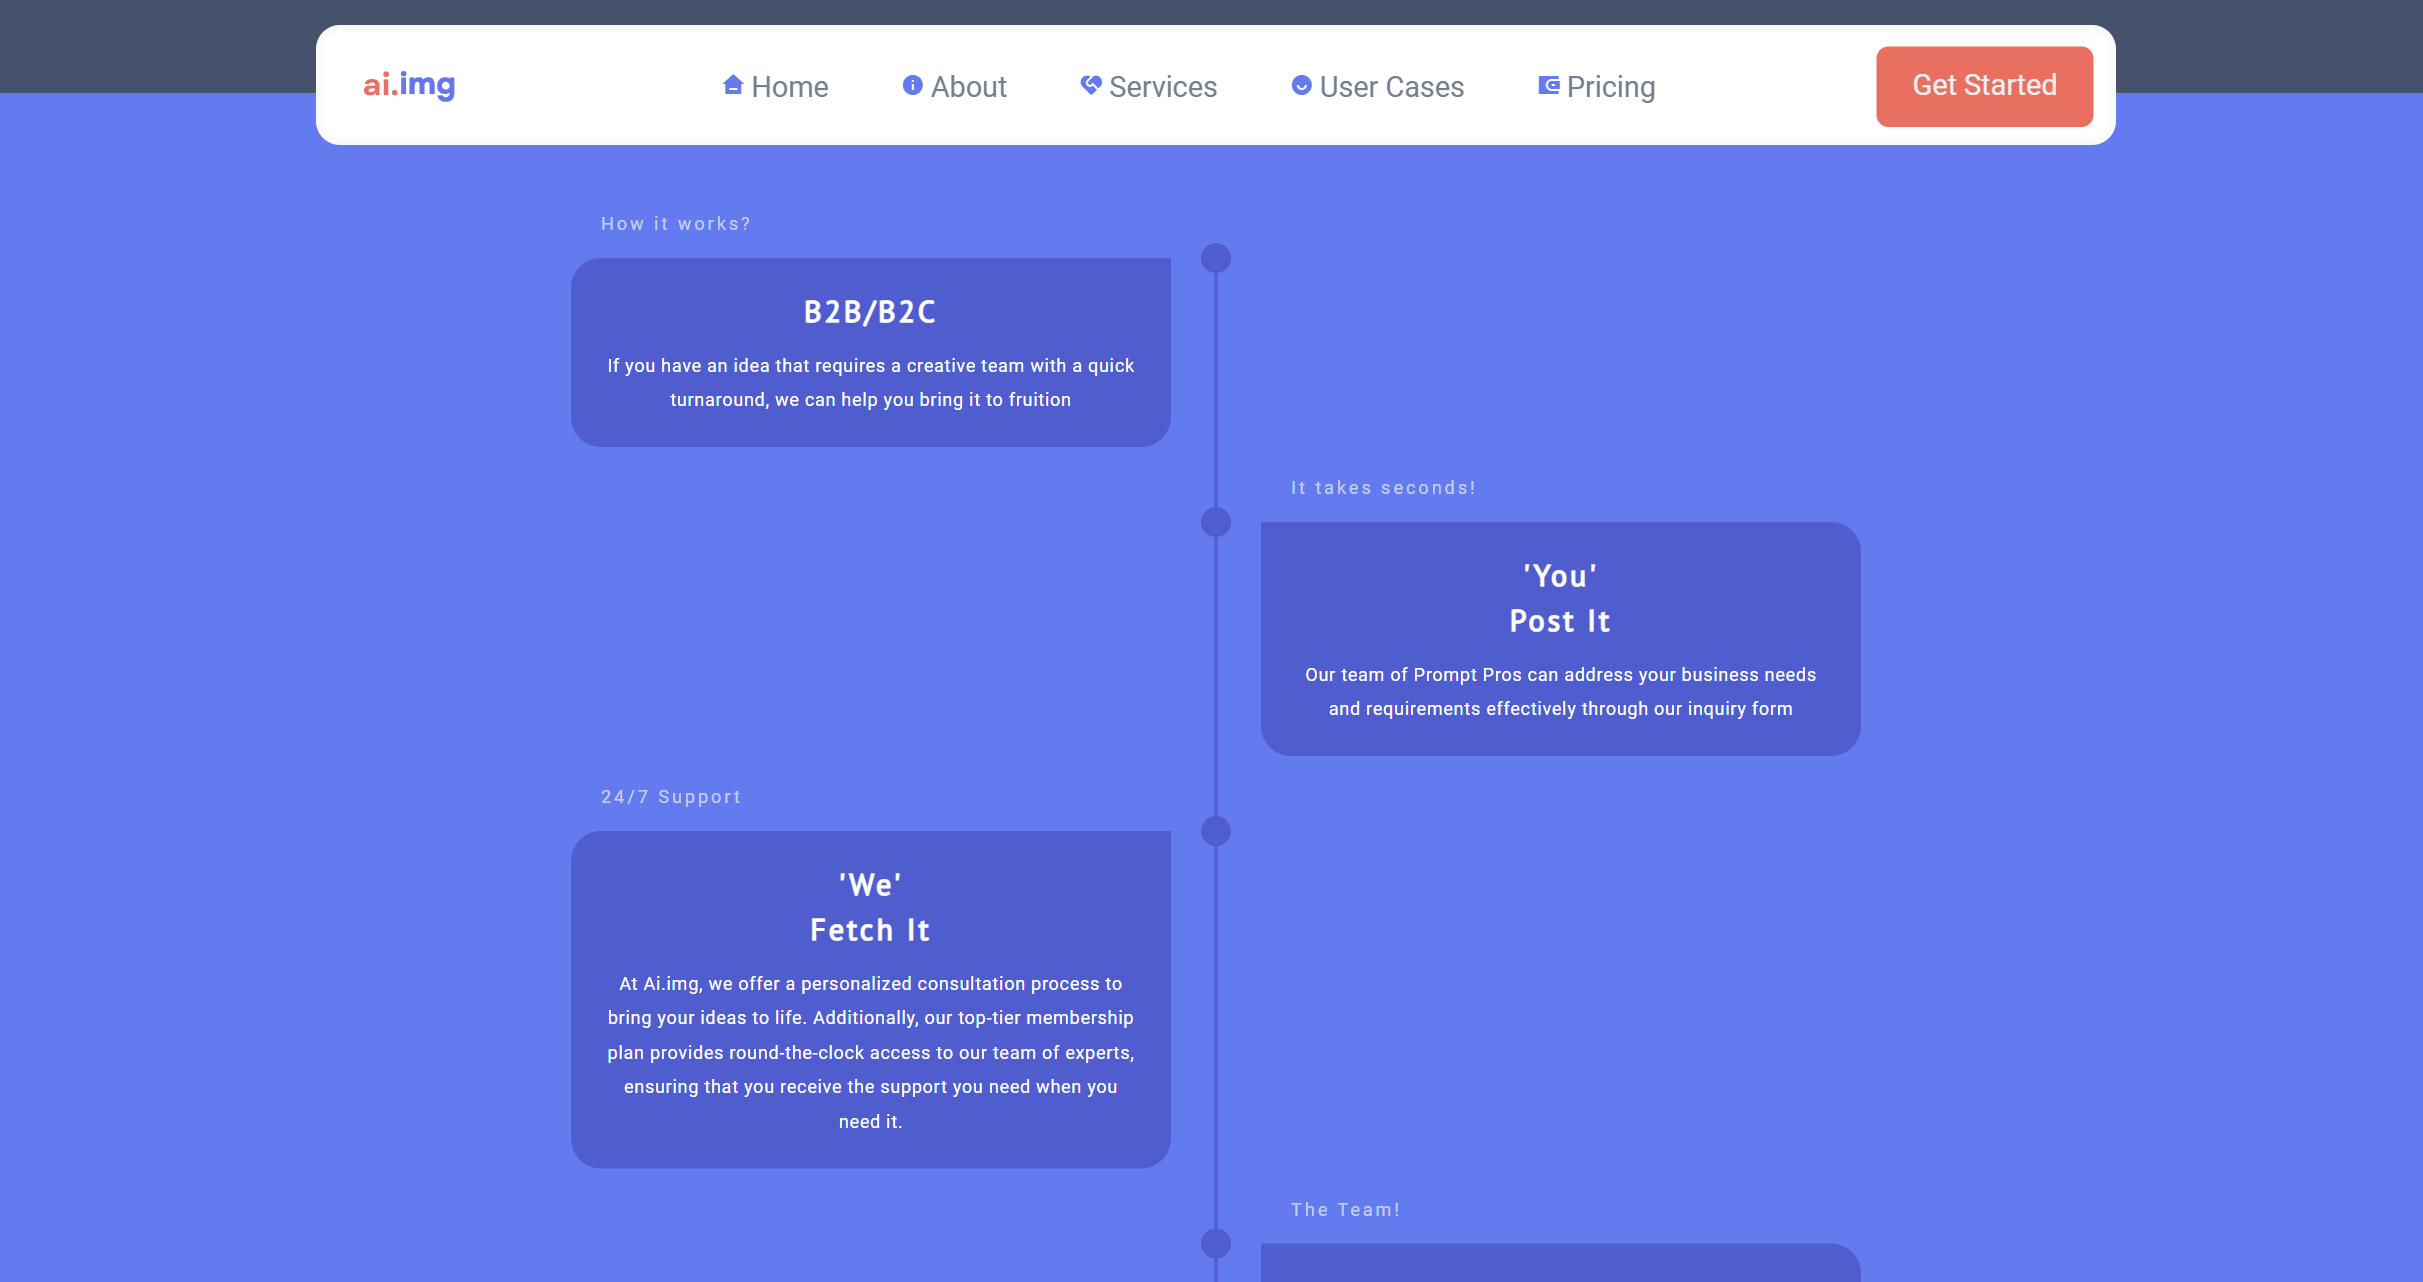 ai.img
Home
About
Services
User Cases
Pricing
Get Started
How it works?
B2B/B2C
If you have an idea that requires a creative team with a quick
turnaround, we can help you bring it to fruition
It takes seconds!
'You'
Post It
Our team of Prompt Pros can address your business needs
and requirements effectively through our inquiry form
24/7 Support
'We'
Fetch It
At Ai.img, we offer a personalized consultation process to
bring your ideas to life. Additionally, our top-tier membership
plan provides round-the-clock access to our team of experts,
ensuring that you receive the support you need when you
need it.
The Team!